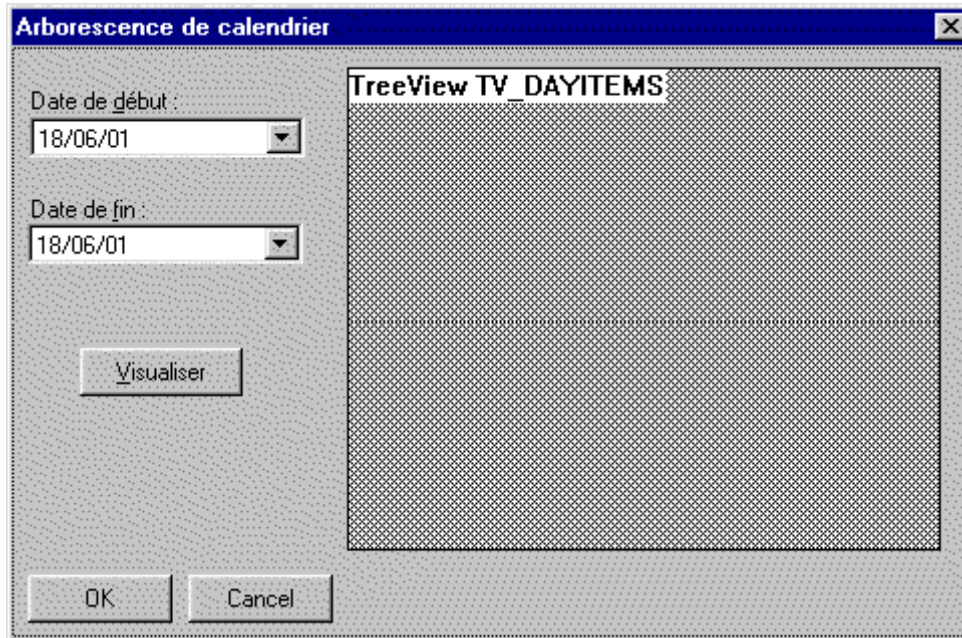 Arborescence de calendrier
Date de début :
18/06/01
Date de fin :
18/06/01
Visualiser
TreeView TV_DAYITEMS
OK
Cancel